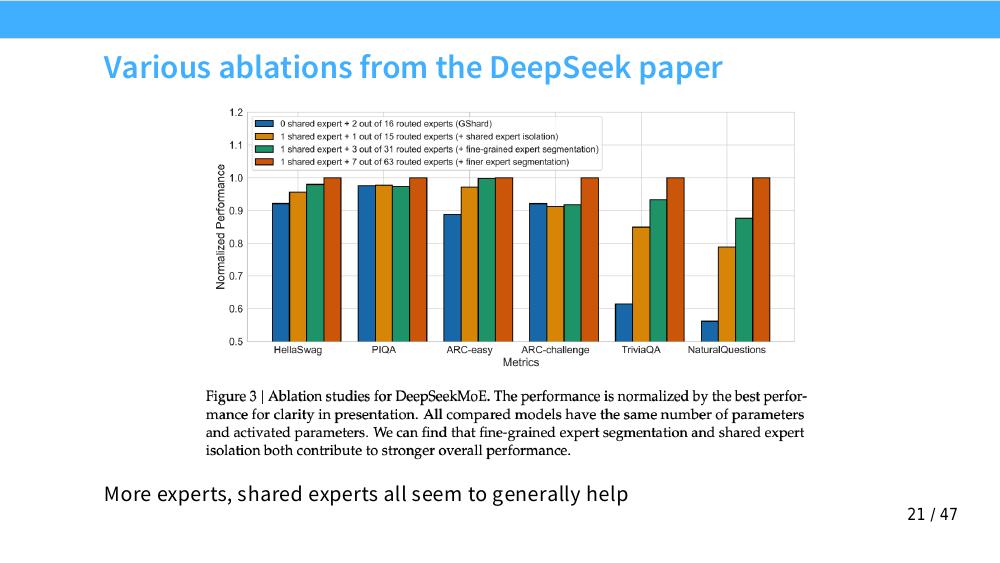 Various ablations from the DeepSeek paper
1.2
1.1
1.0
0.9
0.8
0.7
0.6
0.5
Normalized Performance
0 shared expert + 2 out of 16 routed experts (GShard)
1 shared expert + 1 out of 15 routed experts (+ shared expert isolation)
1 shared expert + 3 out of 31 routed experts (+ fine-grained expert segmentation)
1 shared expert + 7 out of 63 routed experts (+ finer expert segmentation)
HellaSwag PIQA ARC-easy ARC-challenge TriviaQA NaturalQuestions
Metrics
Figure 3 | Ablation studies for DeepSeekMoE. The performance is normalized by the best perfor-
mance for clarity in presentation. All compared models have the same number of parameters
and activated parameters. We can find that fine-grained expert segmentation and shared expert
isolation both contribute to stronger overall performance.
More experts, shared experts all seem to generally help
21 / 47